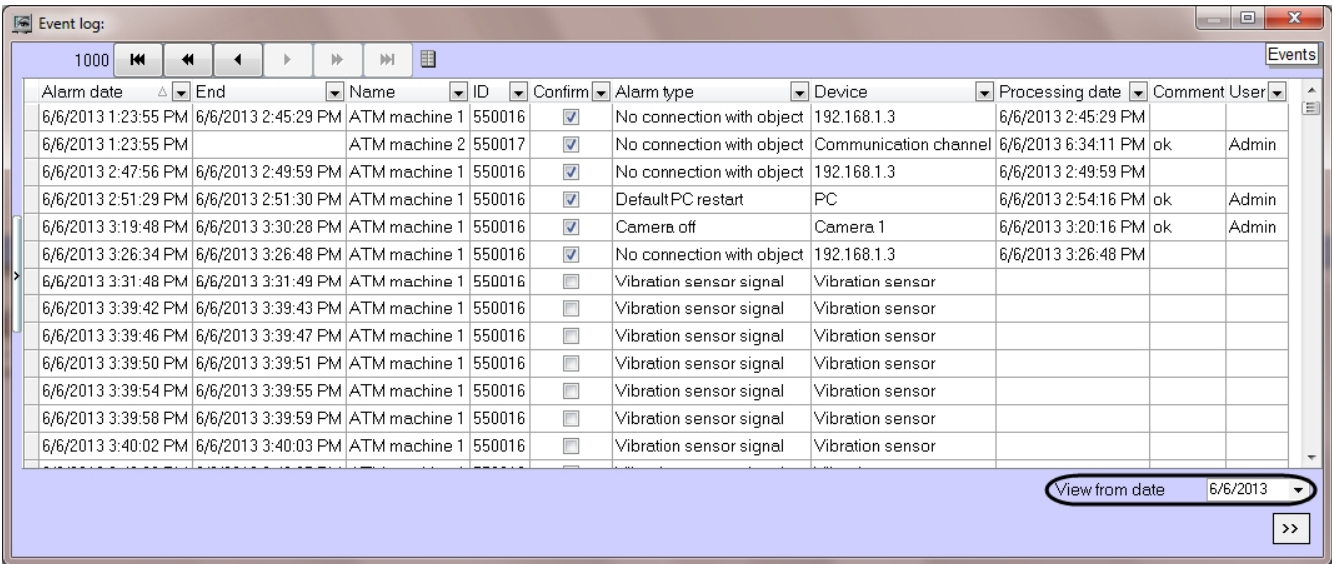 Event log:
1000
Events
Alarm date End Name ID Confirm Alarm type Device Processing date Comment User
6/6/2013 1:23:55 PM 6/6/2013 2:45:29 PM ATM machine 1 550016 No connection with object 192.168.1.3 6/6/2013 2:45:29 PM
6/6/2013 1:23:55 PM ATM machine 2 550017 No connection with object Communication channel 6/6/2013 6:34:11 PM ok Admin
6/6/2013 2:47:56 PM 6/6/2013 2:49:59 PM ATM machine 1 550016 No connection with object 192.168.1.3 6/6/2013 2:49:59 PM
6/6/2013 2:51:29 PM 6/6/2013 2:51:30 PM ATM machine 1 550016 Default PC restart PC 6/6/2013 2:54:16 PM ok Admin
6/6/2013 3:19:48 PM 6/6/2013 3:30:28 PM ATM machine 1 550016 Camera off Camera 1 6/6/2013 3:20:16 PM ok Admin
6/6/2013 3:26:34 PM 6/6/2013 3:26:48 PM ATM machine 1 550016 No connection with object 192.168.1.3 6/6/2013 3:26:48 PM
6/6/2013 3:31:48 PM 6/6/2013 3:31:49 PM ATM machine 1 550016 Vibration sensor signal Vibration sensor
6/6/2013 3:39:42 PM 6/6/2013 3:39:43 PM ATM machine 1 550016 Vibration sensor signal Vibration sensor
6/6/2013 3:39:46 PM 6/6/2013 3:39:47 PM ATM machine 1 550016 Vibration sensor signal Vibration sensor
6/6/2013 3:39:50 PM 6/6/2013 3:39:51 PM ATM machine 1 550016 Vibration sensor signal Vibration sensor
6/6/2013 3:39:54 PM 6/6/2013 3:39:55 PM ATM machine 1 550016 Vibration sensor signal Vibration sensor
6/6/2013 3:39:58 PM 6/6/2013 3:39:59 PM ATM machine 1 550016 Vibration sensor signal Vibration sensor
6/6/2013 3:40:02 PM 6/6/2013 3:40:03 PM ATM machine 1 550016 Vibration sensor signal Vibration sensor
View from date 6/6/2013
>>